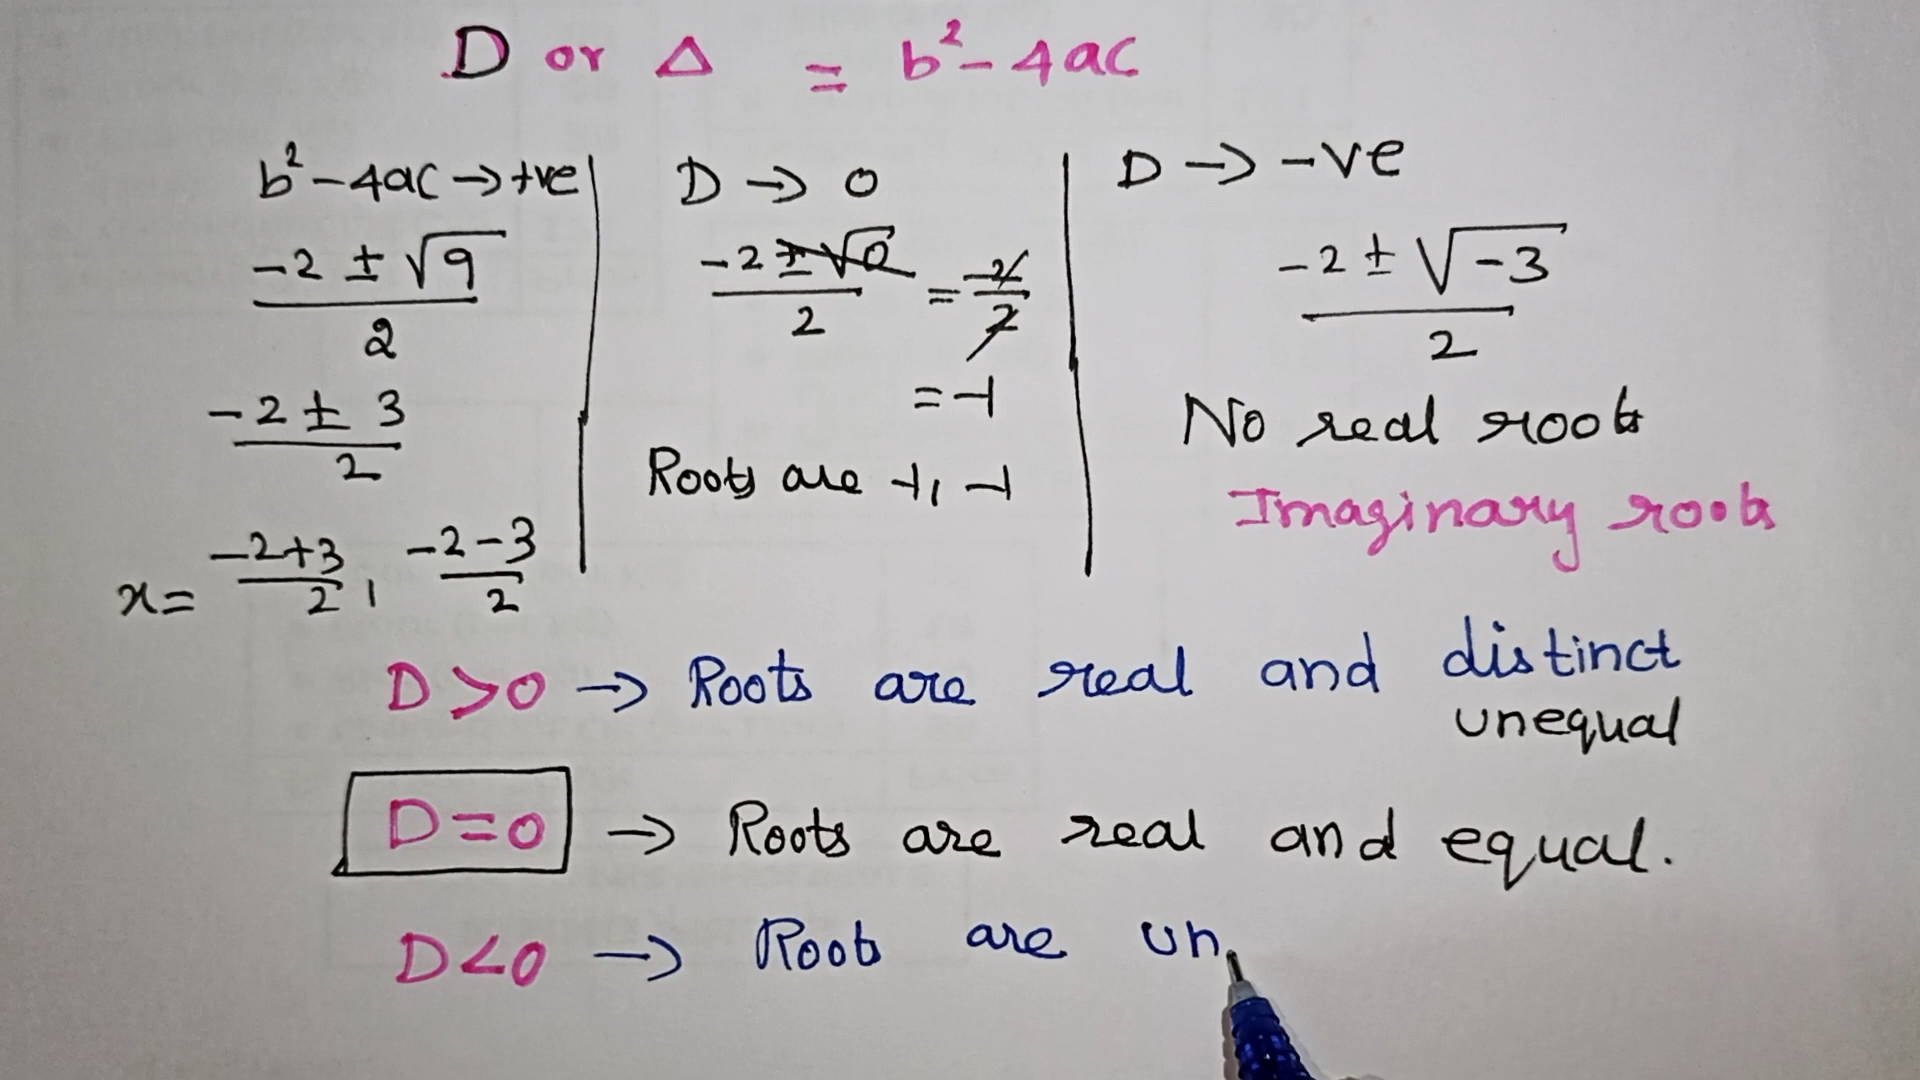 D or Δ = b²-4ac
b²-4ac → +ve
-2 ± √9
2
-2 ± 3
2
x = -2+3/2, -2-3/2
D → 0
-2 ± √0
2
= -2/2
= -1
Roots are -1, -1
D → -ve
-2 ± √-3
2
No real roots
Imaginary roots
D>0 → Roots are real and distinct
unequal
D=0 → Roots are real and equal.
D<0 → Roots are un